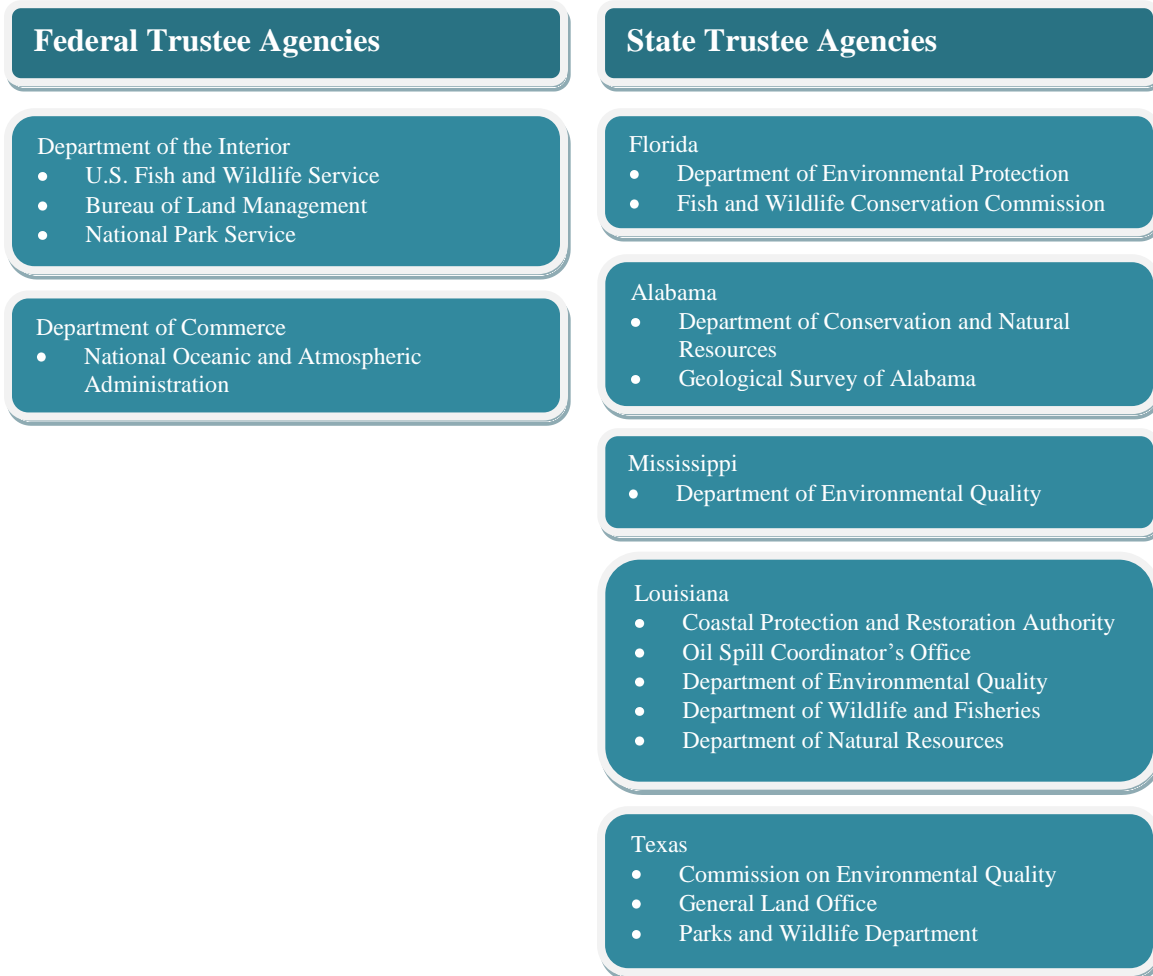 Federal Trustee Agencies
Department of the Interior
• U.S. Fish and Wildlife Service
• Bureau of Land Management
• National Park Service
Department of Commerce
• National Oceanic and Atmospheric
Administration
State Trustee Agencies
Florida
• Department of Environmental Protection
• Fish and Wildlife Conservation Commission
Alabama
• Department of Conservation and Natural
Resources
• Geological Survey of Alabama
Mississippi
• Department of Environmental Quality
Louisiana
• Coastal Protection and Restoration Authority
• Oil Spill Coordinator’s Office
• Department of Environmental Quality
• Department of Wildlife and Fisheries
• Department of Natural Resources
Texas
• Commission on Environmental Quality
• General Land Office
• Parks and Wildlife Department